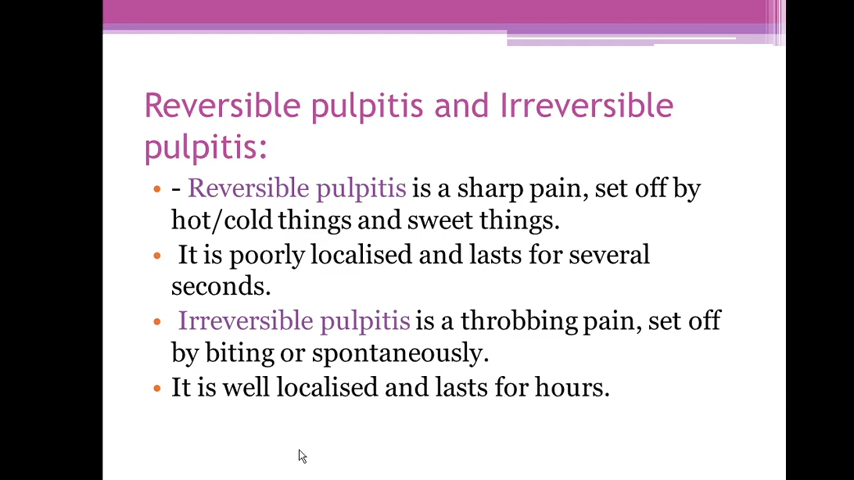 Reversible pulpitis and Irreversible
pulpitis:
• - Reversible pulpitis is a sharp pain, set off by
hot/cold things and sweet things.
• It is poorly localised and lasts for several
seconds.
• Irreversible pulpitis is a throbbing pain, set off
by biting or spontaneously.
• It is well localised and lasts for hours.